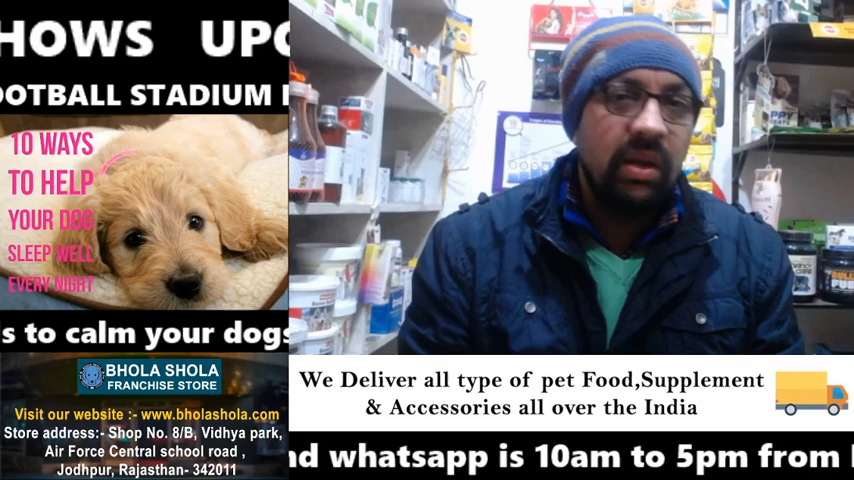 HOWS UPC
OOTBALL STADIUM
10 WAYS
TO HELP
YOUR DOG
SLEEP WELL
EVERY NIGHT
ls to calm your dogs
BHOLA SHOLA
FRANCHISE STORE
Visit our website :- www.bholashola.com
Store address:- Shop No. 8/B, Vidhya park,
Air Force Central school road ,
Jodhpur, Rajasthan- 342011
We Deliver all type of pet Food,Supplement
& Accessories all over the India
nd whatsapp is 10am to 5pm from